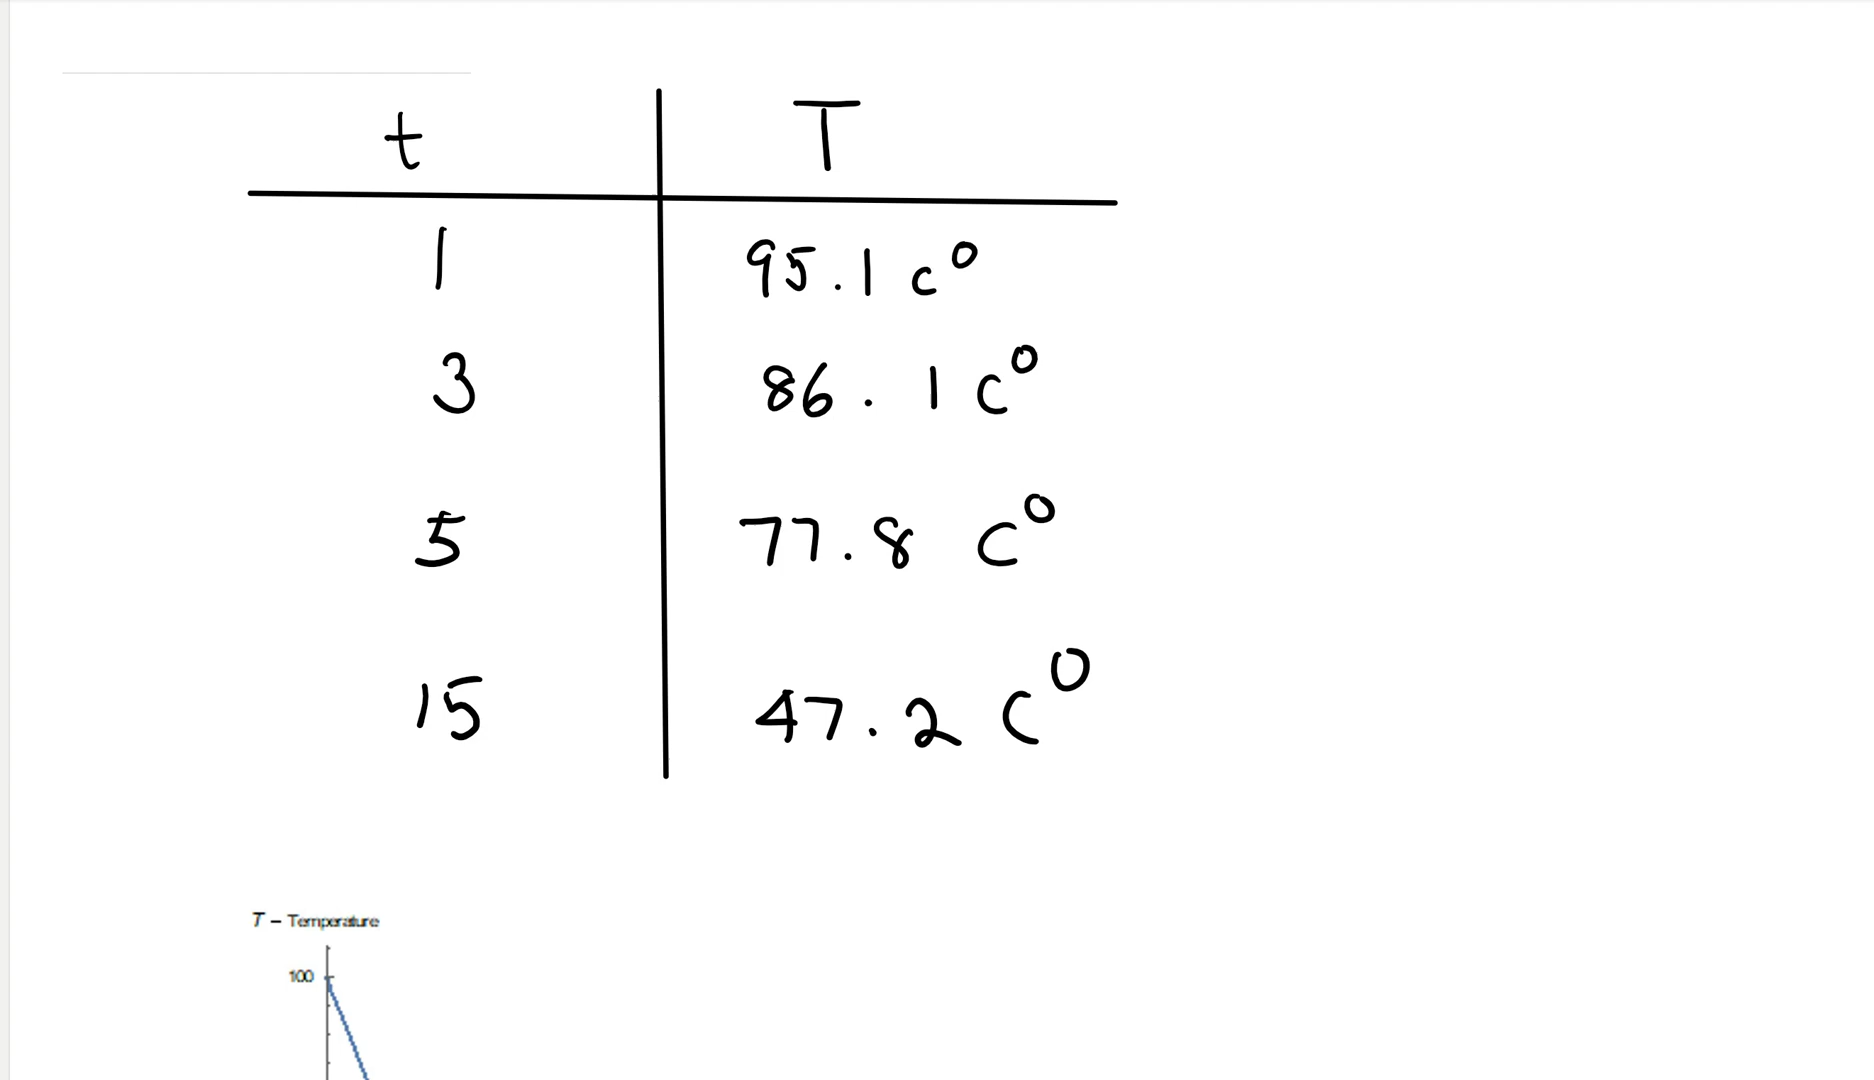 t T
1 95.1 c°
3 86.1 c°
5 77.8 c°
15 47.2 c°
T – Temperature
100